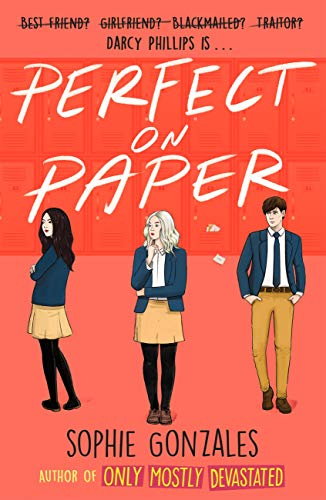 BEST FRIEND? GIRLFRIEND? BLACKMAILED? TRAITOR?
DARCY PHILLIPS IS...
PERFECT
ON
PAPER
SOPHIE GONZALES
AUTHOR OF ONLY MOSTLY DEVASTATED